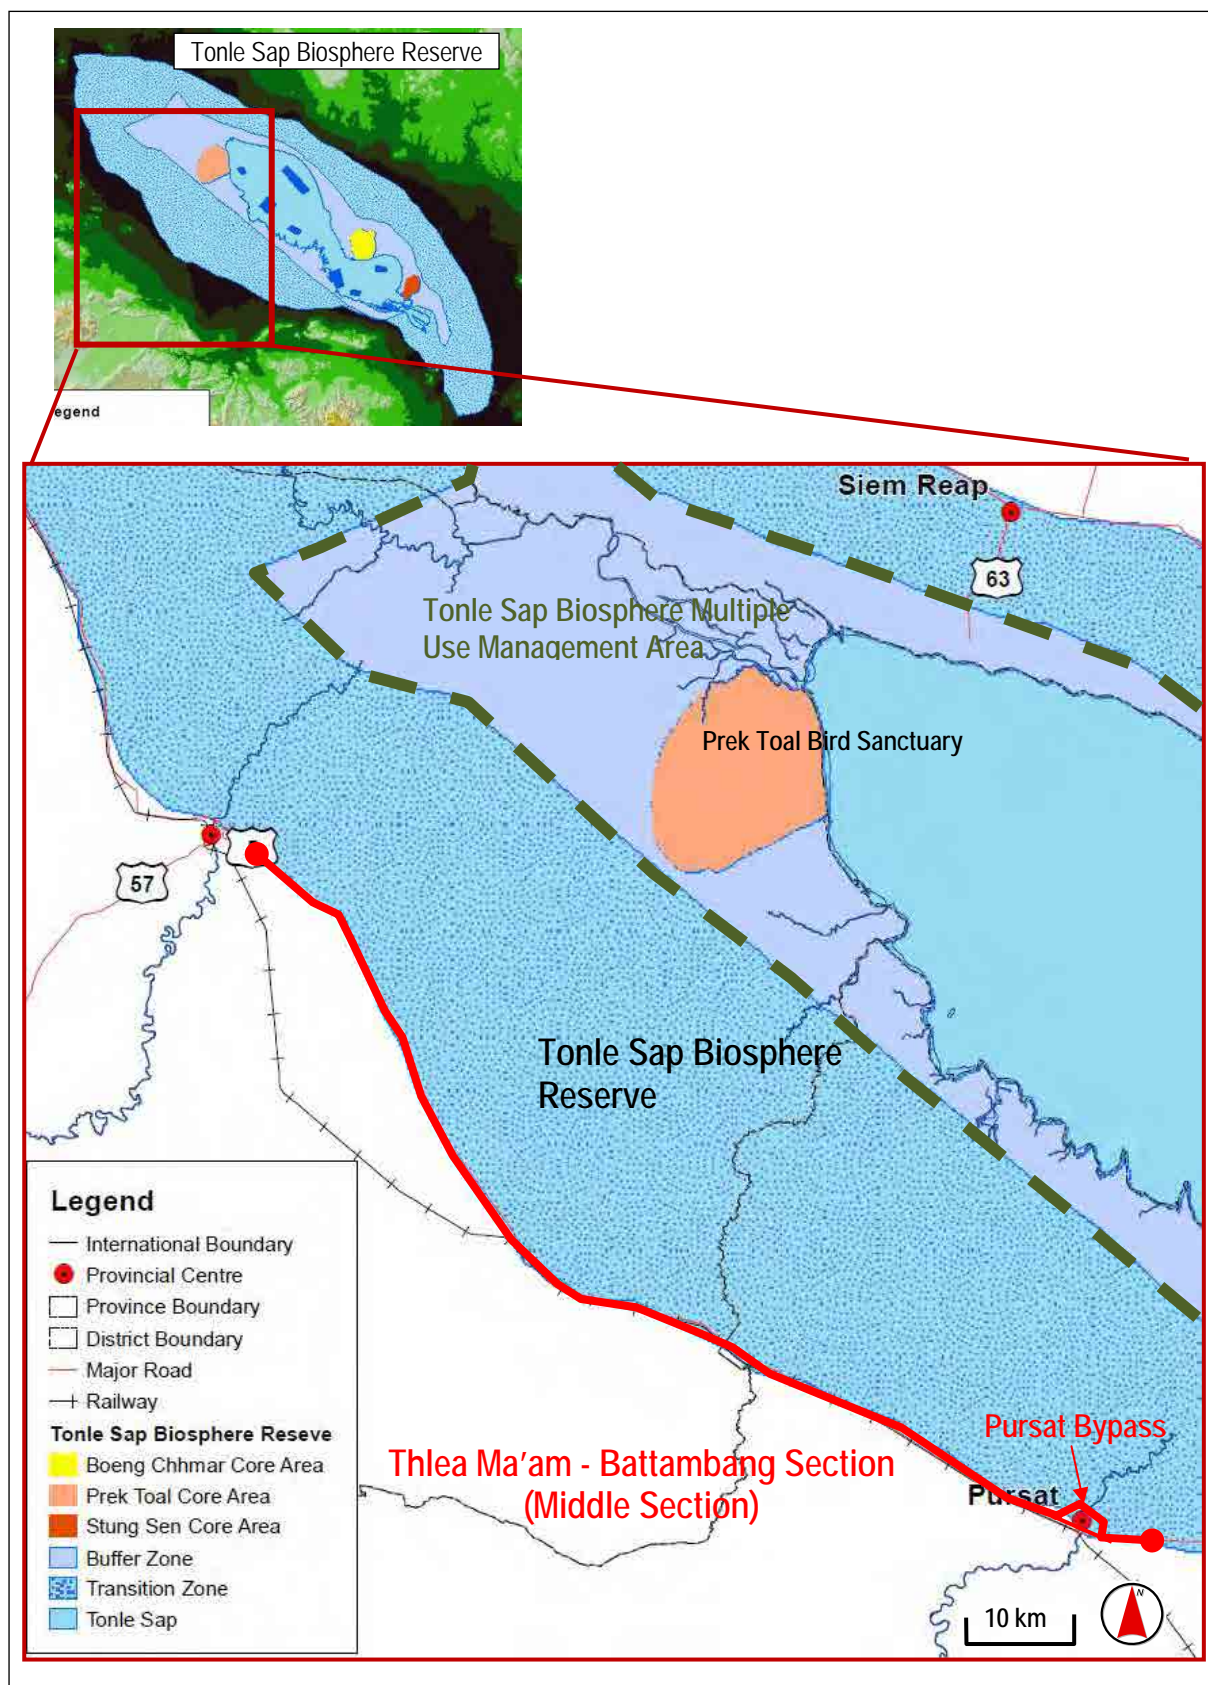 Tonle Sap Biosphere Reserve
egend
Siem Reap
63
Tonle Sap Biosphere Multiple
Use Management Area
Prek Toal Bird Sanctuary
57
Tonle Sap Biosphere
Reserve
Legend
International Boundary
Provincial Centre
Province Boundary
District Boundary
Major Road
Railway
Tonle Sap Biosphere Reseve
Boeng Chhmar Core Area
Prek Toal Core Area
Stung Sen Core Area
Buffer Zone
Transition Zone
Tonle Sap
Thlea Ma'am - Battambang Section
(Middle Section)
Pursat Bypass
Pursat
10 km
N